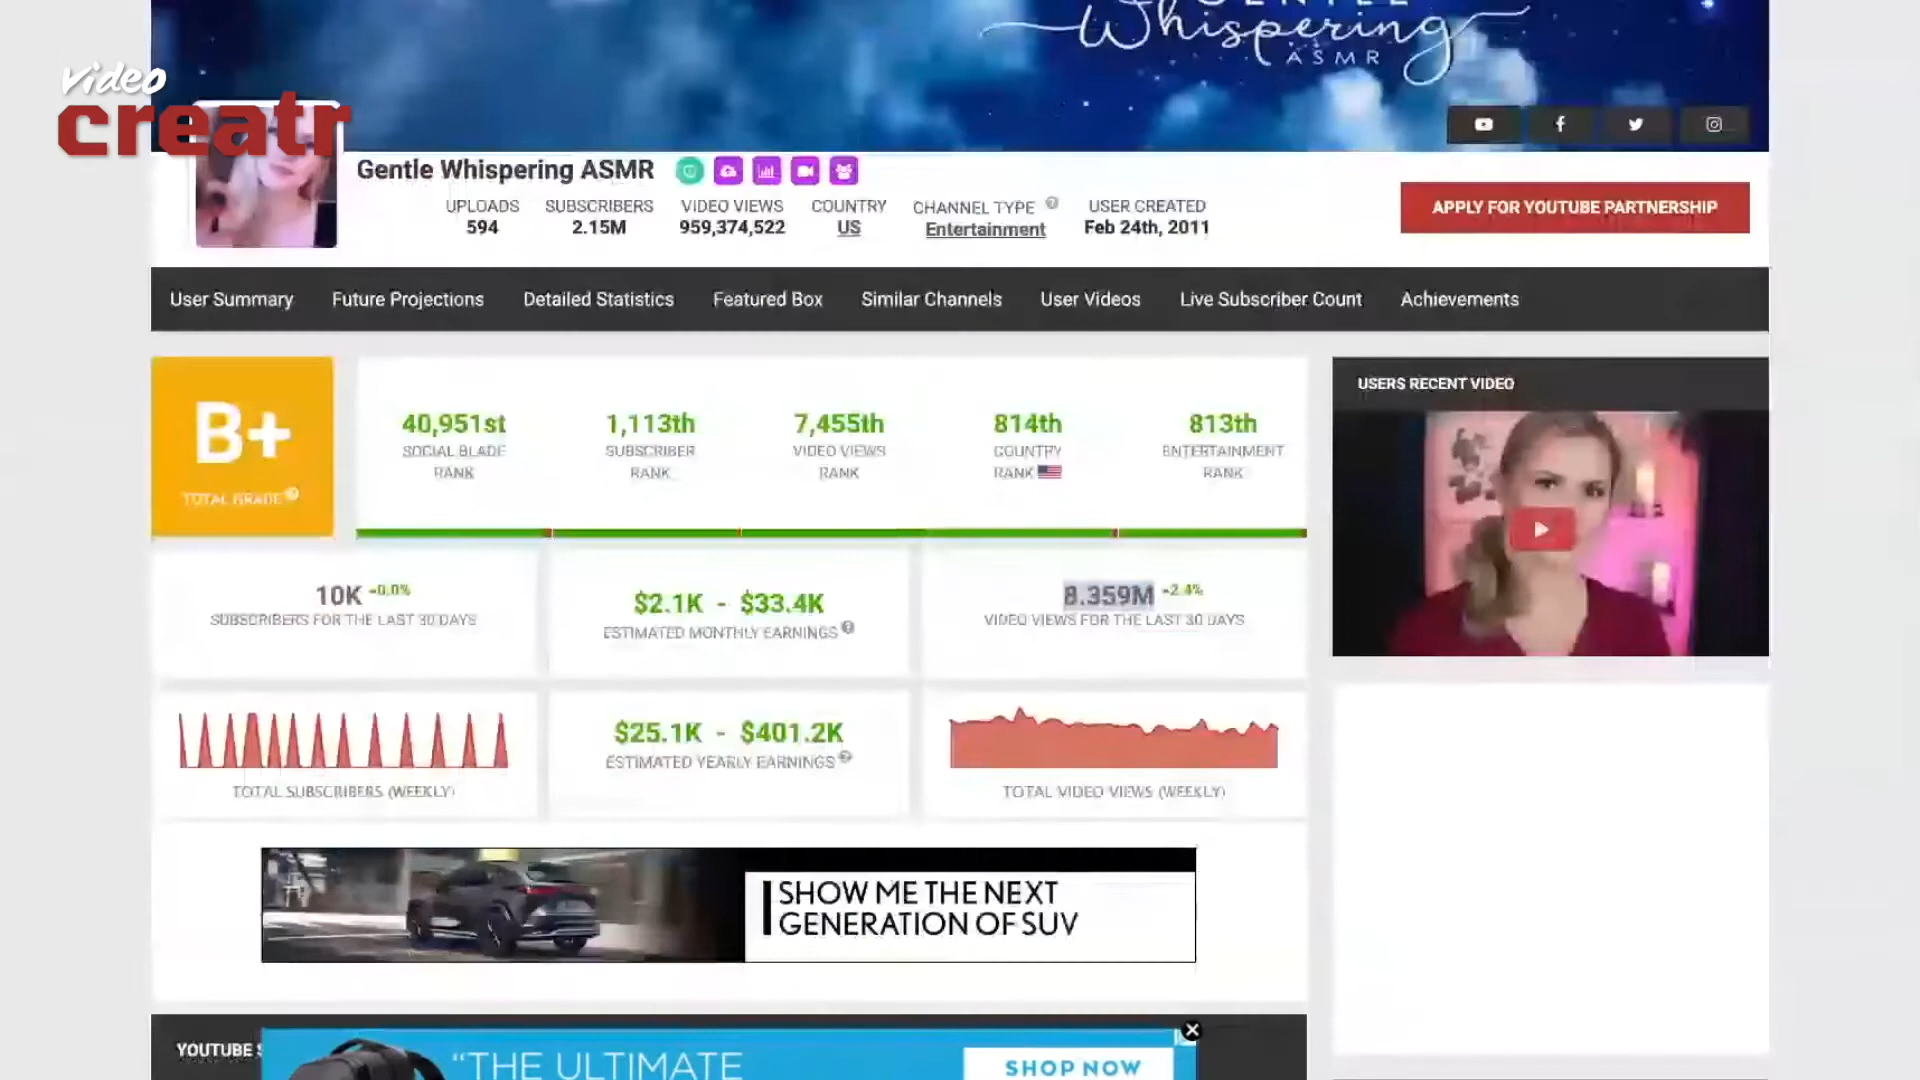 Whispering
ASMR
video
creatr
Gentle Whispering ASMR
UPLOADS
594
SUBSCRIBERS
2.15M
VIDEO VIEWS
959,374,522
COUNTRY
US
CHANNEL TYPE
Entertainment
USER CREATED
Feb 24th, 2011
APPLY FOR YOUTUBE PARTNERSHIP
User Summary
Future Projections
Detailed Statistics
Featured Box
Similar Channels
User Videos
Live Subscriber Count
Achievements
B+
TOTAL GRADE
40,951st
SOCIAL BLADE
RANK
1,113th
SUBSCRIBER
RANK
7,455th
VIDEO VIEWS
RANK
814th
COUNTRY
RANK
813th
ENTERTAINMENT
RANK
USERS RECENT VIDEO
10K -0.0%
SUBSCRIBERS FOR THE LAST 30 DAYS
$2.1K - $33.4K
ESTIMATED MONTHLY EARNINGS
8.359M -2.4%
VIDEO VIEWS FOR THE LAST 30 DAYS
TOTAL SUBSCRIBERS (WEEKLY)
$25.1K - $401.2K
ESTIMATED YEARLY EARNINGS
TOTAL VIDEO VIEWS (WEEKLY)
SHOW ME THE NEXT
GENERATION OF SUV
YOUTUBE
"THE ULTIMATE
SHOP NOW